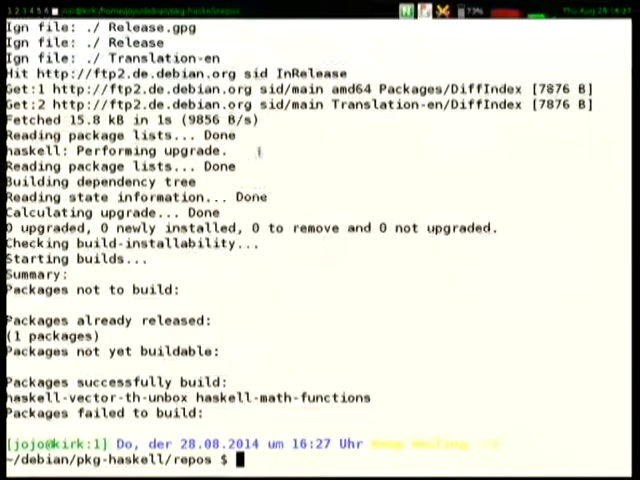 Ign file: ./ Release.gpg
Ign file: ./ Release
Ign file: ./ Translation-en
Hit http://ftp2.de.debian.org sid InRelease
Get:1 http://ftp2.de.debian.org sid/main amd64 Packages/DiffIndex [7876 B]
Get:2 http://ftp2.de.debian.org sid/main Translation-en/DiffIndex [7876 B]
Fetched 15.8 kB in 1s (9856 B/s)
Reading package lists... Done
haskell: Performing upgrade.
Reading package lists... Done
Building dependency tree
Reading state information... Done
Calculating upgrade... Done
0 upgraded, 0 newly installed, 0 to remove and 0 not upgraded.
Checking build-installability...
Starting builds...
Summary:
Packages not to build:
Packages already released:
(1 packages)
Packages not yet buildable:
Packages successfully build:
haskell-vector-th-unbox haskell-math-functions
Packages failed to build:
[jojo@kirk:1] Do, der 28.08.2014 um 16:27 Uhr
~/debian/pkg-haskell/repos $